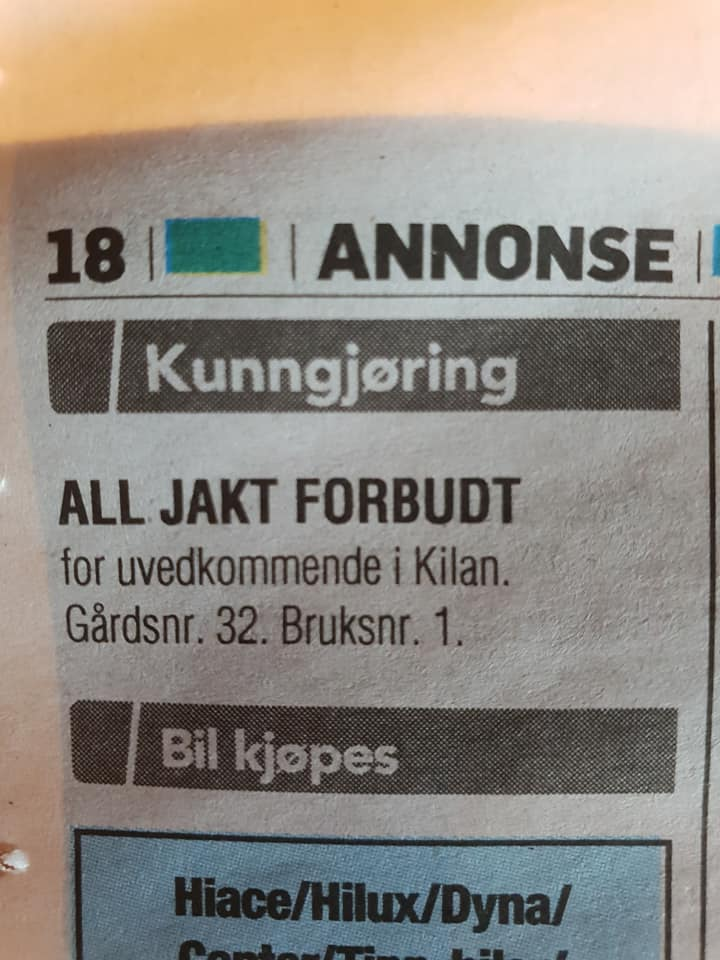 18 | | ANNONSE |
Kunngjøring
ALL JAKT FORBUDT
for uvedkommende i Kilan.
Gårdsnr. 32. Bruksnr. 1.
Bil kjøpes
Hiace/Hilux/Dyna/